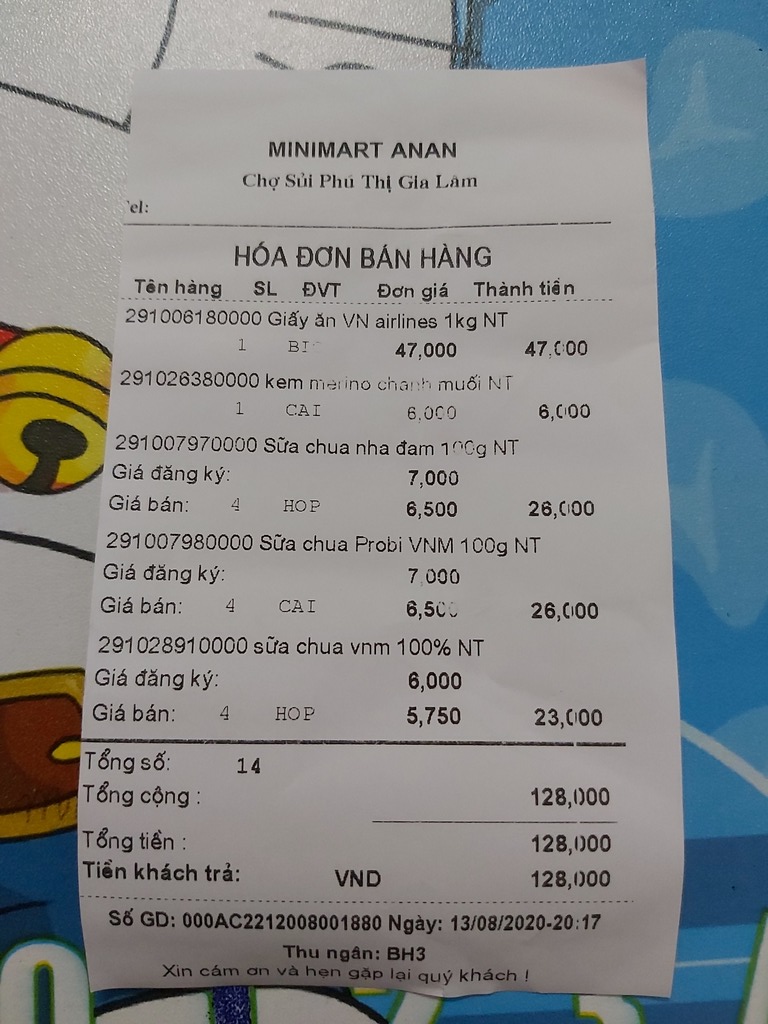 MINIMART ANAN
Chợ Sủi Phú Thị Gia Lâm
el:
HÓA ĐƠN BÁN HÀNG
Tên hàng SL ĐVT Đơn giá Thành tiền
291006180000 Giấy ăn VN airlines 1kg NT
1 BI 47,000 47,000
291026380000 kem merino chanh muối NT
1 CAI 6,000 6,000
291007970000 Sữa chua nha đam 100g NT
Giá đăng ký: 7,000
Giá bán: 4 HOP 6,500 26,000
291007980000 Sữa chua Probi VNM 100g NT
Giá đăng ký: 7,000
Giá bán: 4 CAI 6,500 26,000
291028910000 sữa chua vnm 100% NT
Giá đăng ký: 6,000
Giá bán: 4 HOP 5,750 23,000
Tổng số: 14
Tổng cộng : 128,000
Tổng tiền : 128,000
Tiền khách trả: VND 128,000
Số GD: 000AC2212008001880 Ngày: 13/08/2020-20:17
Thu ngân: BH3
Xin cám ơn và hẹn gặp lại quý khách !